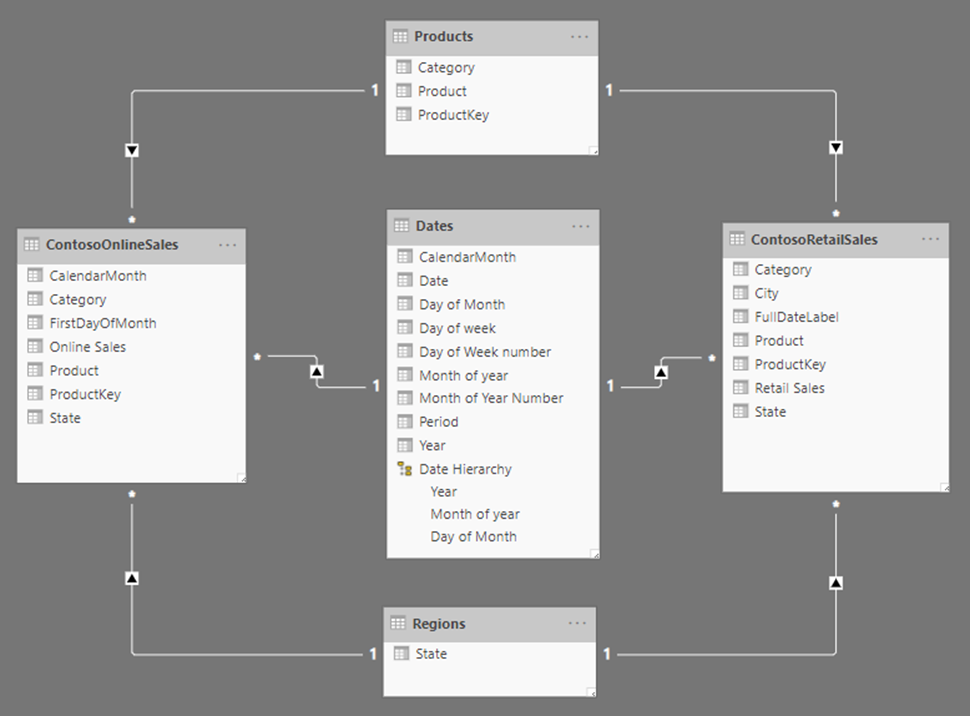 Products
...
Category
Product
ProductKey
1
1
*
*
ContosoOnlineSales
...
CalendarMonth
Category
FirstDayOfMonth
Online Sales
Product
ProductKey
State
Dates
...
CalendarMonth
Date
Day of Month
Day of week
Day of Week number
Month of year
Month of Year Number
Period
Year
Date Hierarchy
Year
Month of year
Day of Month
ContosoRetailSales
...
Category
City
FullDateLabel
Product
ProductKey
Retail Sales
State
*
1
1
*
*
*
Regions
...
State
1
1